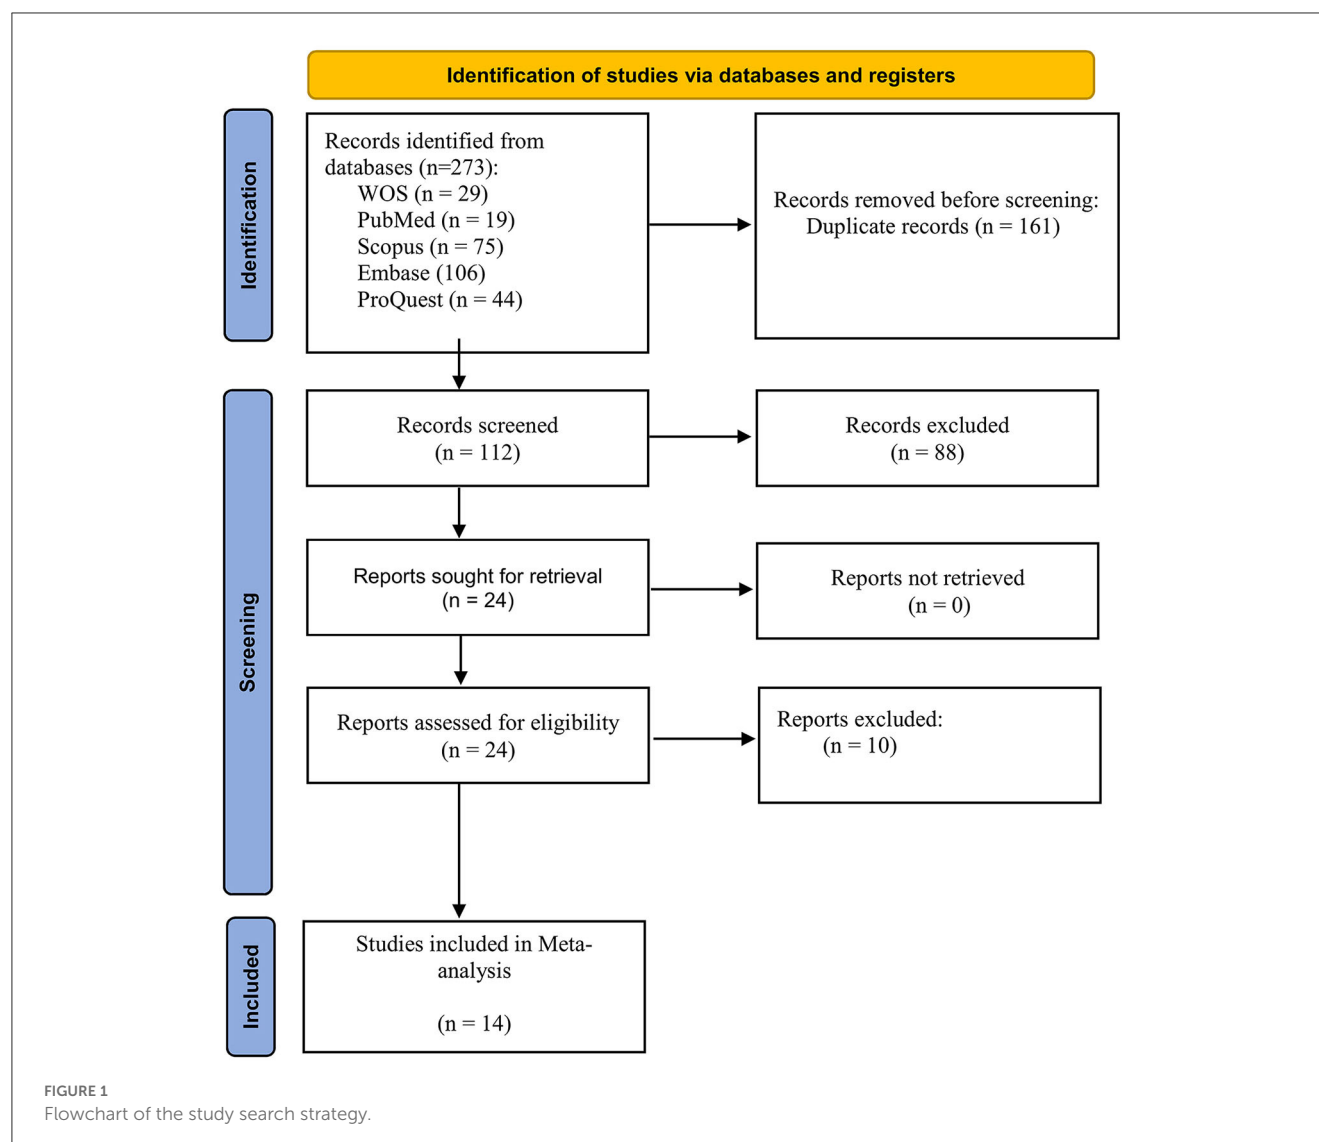 Identification of studies via databases and registers
Identification
Records identified from
databases (n=273):
WOS (n = 29)
PubMed (n = 19)
Scopus (n = 75)
Embase (106)
ProQuest (n = 44)
Records removed before screening:
Duplicate records (n = 161)
Screening
Records screened
(n = 112)
Records excluded
(n = 88)
Reports sought for retrieval
(n = 24)
Reports not retrieved
(n = 0)
Reports assessed for eligibility
(n = 24)
Reports excluded:
(n = 10)
Included
Studies included in Meta-
analysis
(n = 14)
FIGURE 1
Flowchart of the study search strategy.